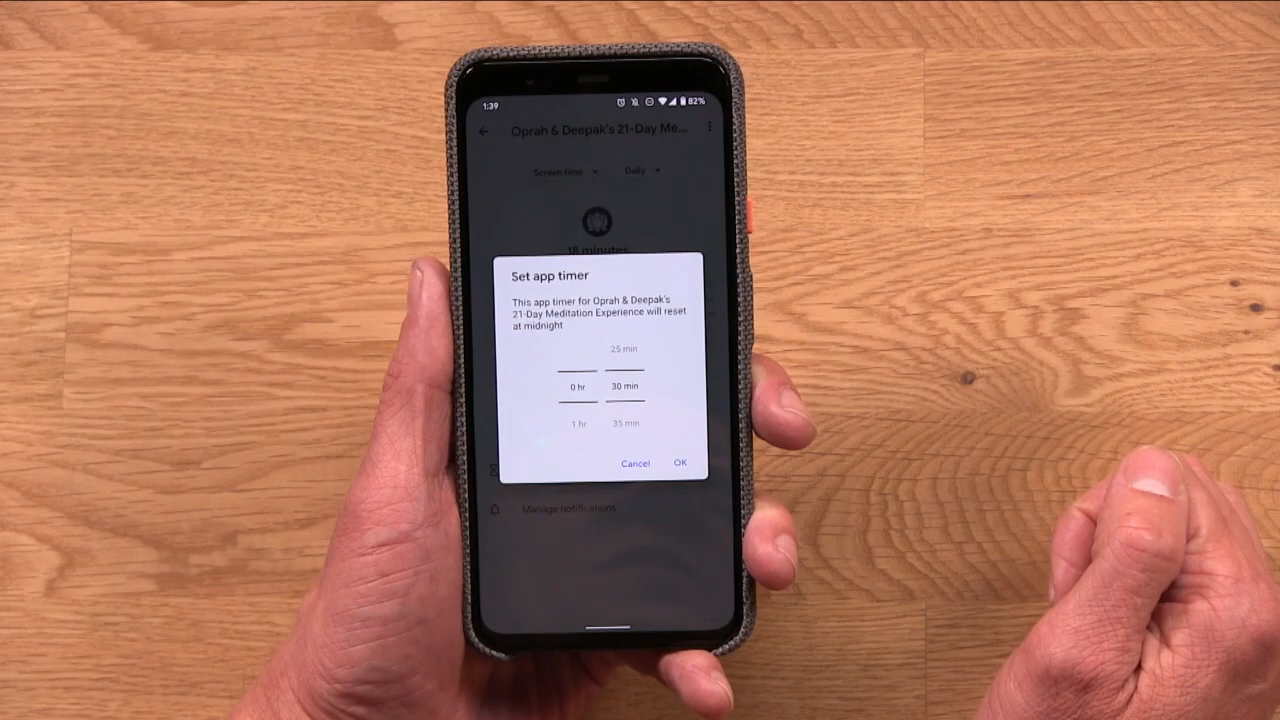 1:39 82%
Oprah & Deepak's 21-Day Me...
Screen time Daily
18 minutes
Set app timer
This app timer for Oprah & Deepak's
21-Day Meditation Experience will reset
at midnight
25 min
0 hr 30 min
1 hr 35 min
Cancel OK
Manage notifications